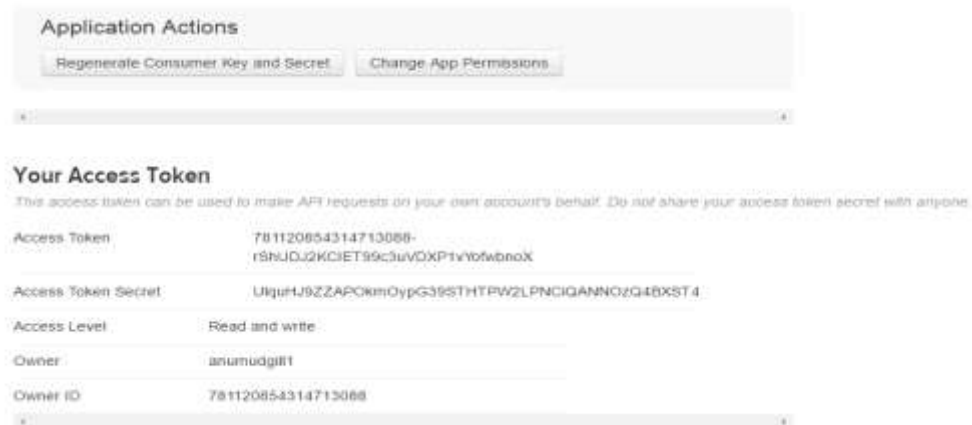 Application Actions
Regenerate Consumer Key and Secret Change App Permissions
Your Access Token
This access token can be used to make API requests on your own account's behalf. Do not share your access token secret with anyone.
Access Token 781120854314713088-
Access Token Secret
Access Level Read and write
Owner
Owner ID 781120854314713088